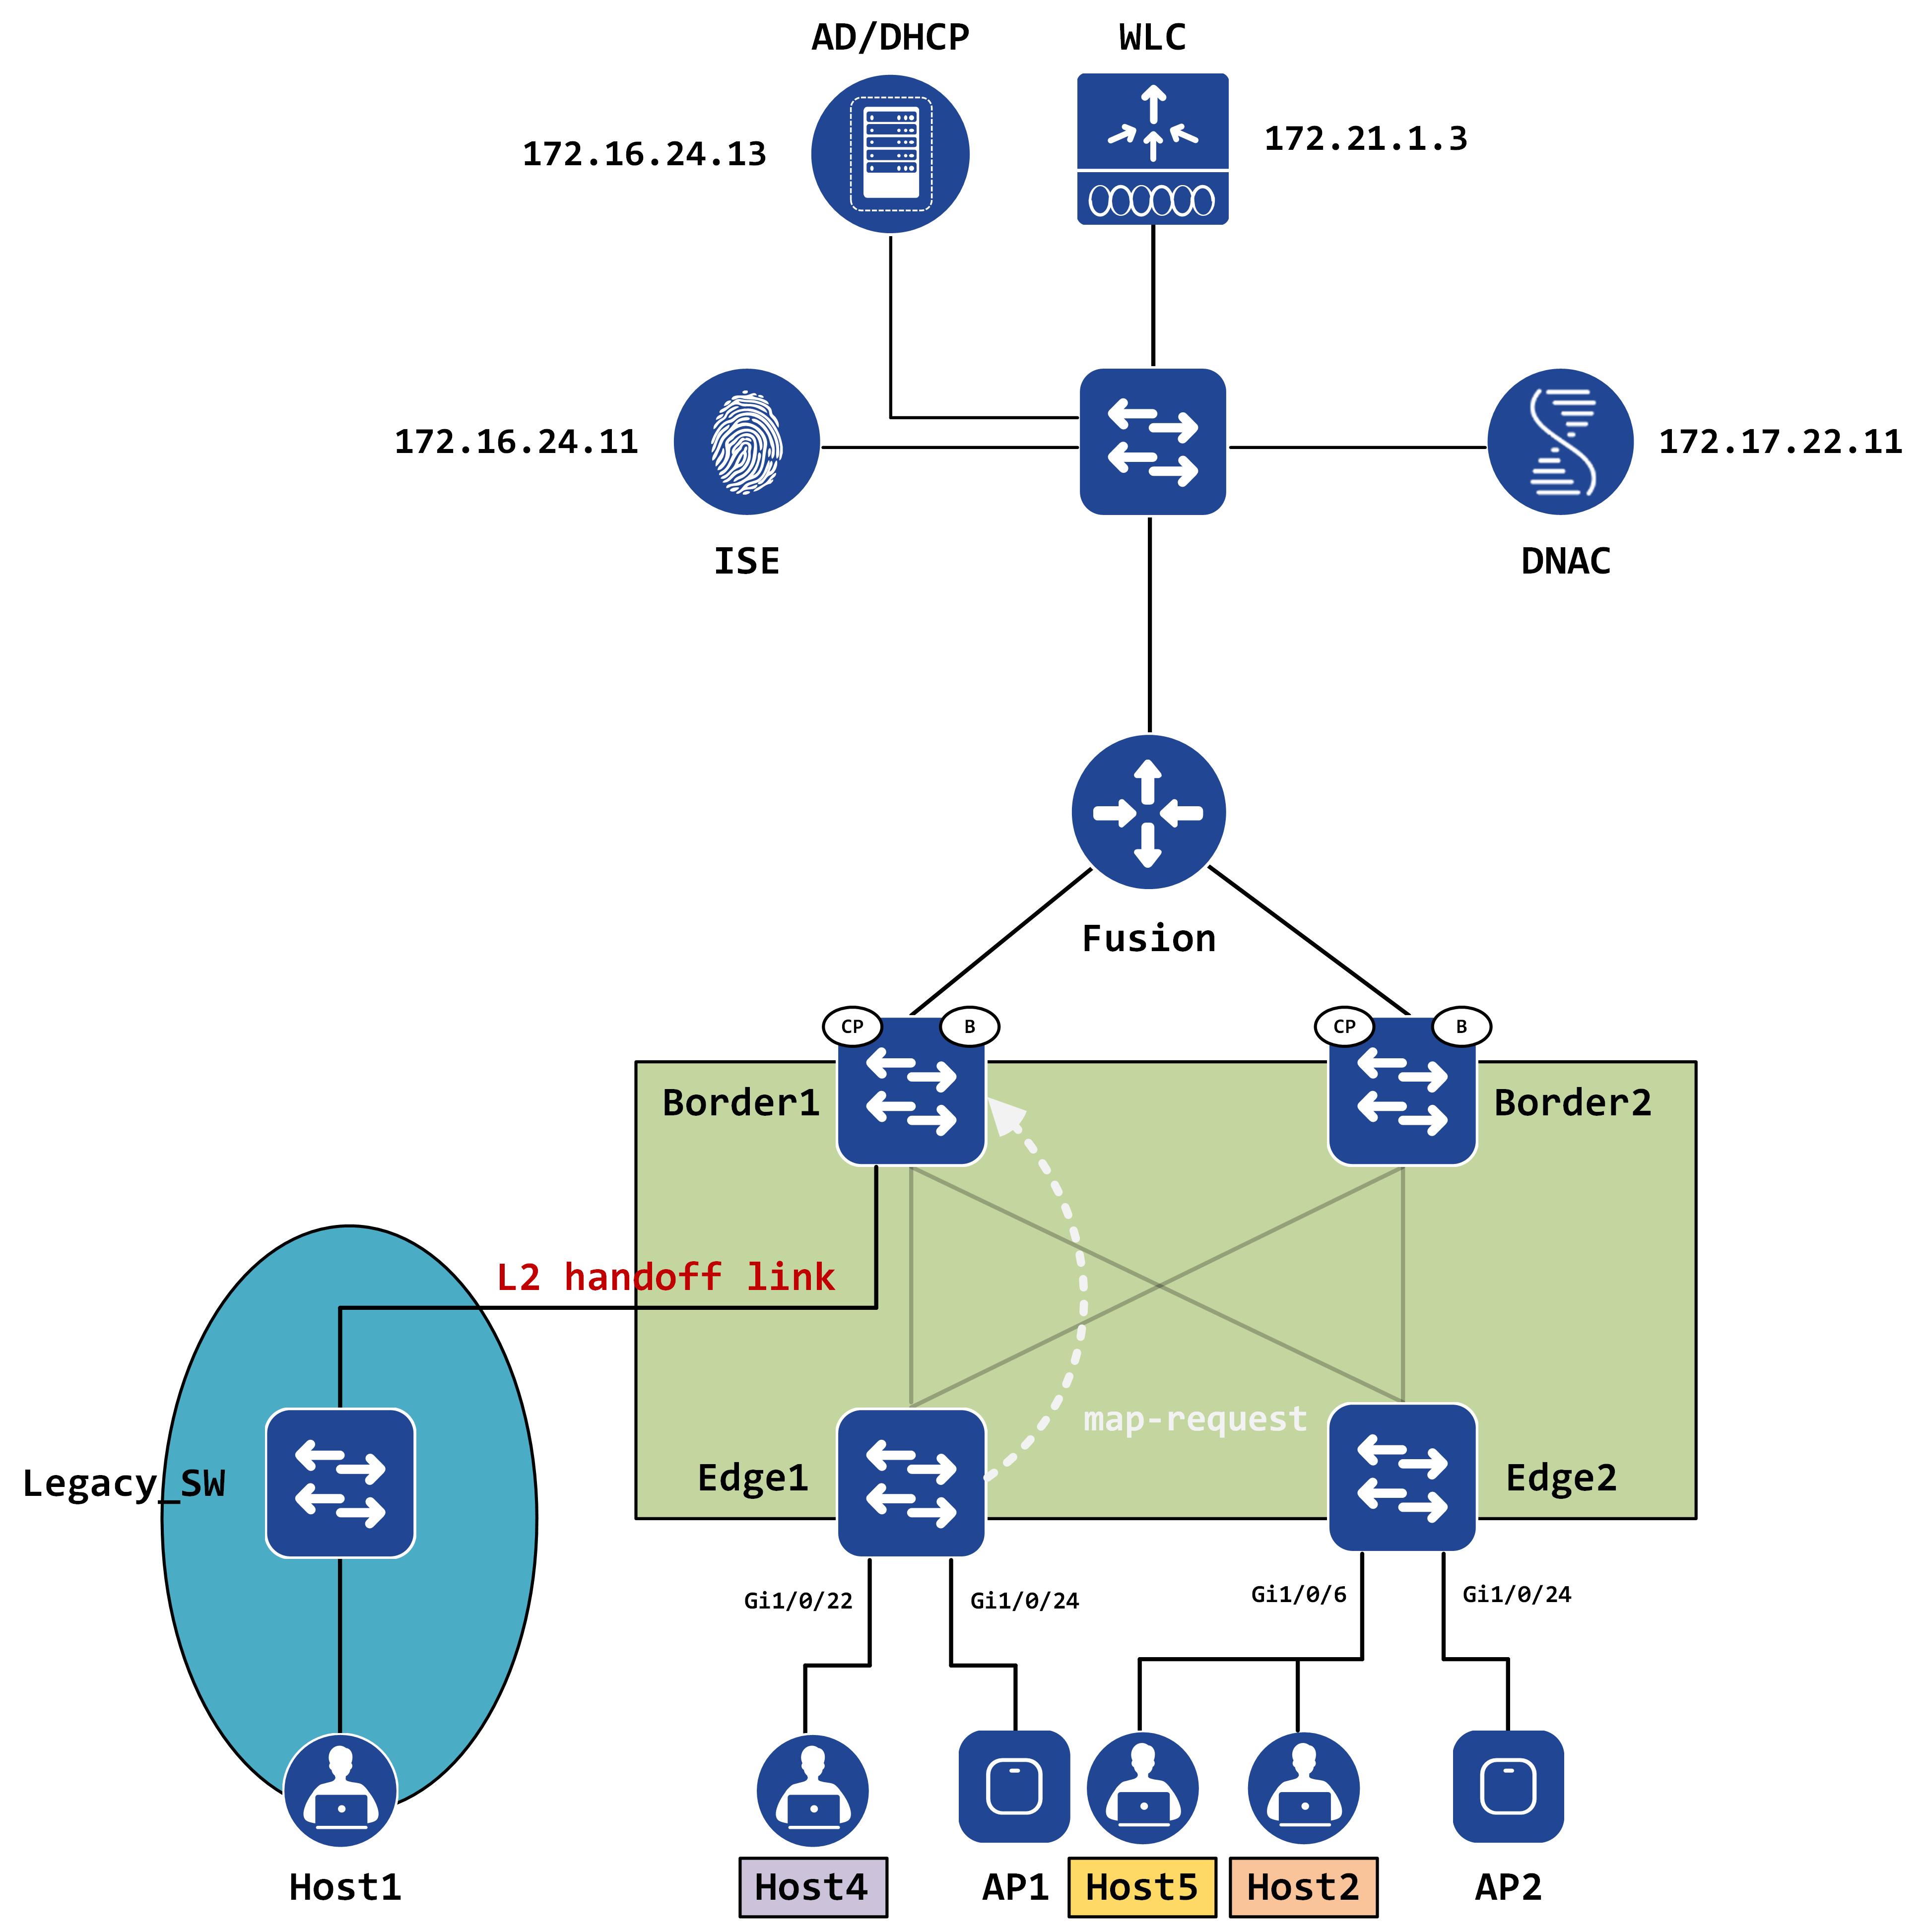 AD/DHCP
WLC
172.16.24.13
172.21.1.3
172.16.24.11
172.17.22.11
ISE
DNAC
Fusion
CP
B
CP
B
Border1
Border2
L2 handoff link
map-request
Legacy_SW
Edge1
Edge2
Gi1/0/22
Gi1/0/24
Gi1/0/6
Gi1/0/24
Host1
Host4
AP1
Host5
Host2
AP2